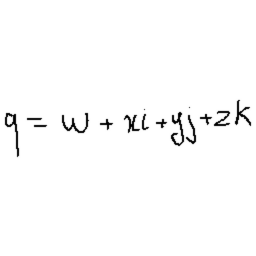 q = w + xi + yj + zk